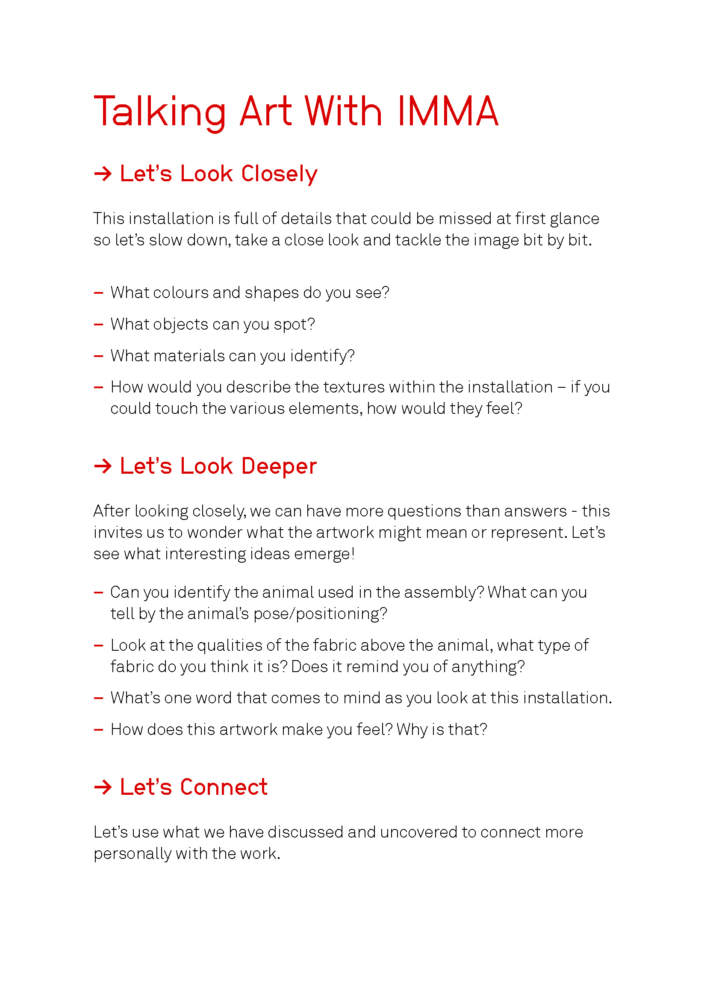 Talking Art With IMMA
→ Let’s Look Closely
This installation is full of details that could be missed at first glance
so let’s slow down, take a close look and tackle the image bit by bit.
– What colours and shapes do you see?
– What objects can you spot?
– What materials can you identify?
– How would you describe the textures within the installation – if you
could touch the various elements, how would they feel?
→ Let’s Look Deeper
After looking closely, we can have more questions than answers - this
invites us to wonder what the artwork might mean or represent. Let’s
see what interesting ideas emerge!
– Can you identify the animal used in the assembly? What can you
tell by the animal’s pose/positioning?
– Look at the qualities of the fabric above the animal, what type of
fabric do you think it is? Does it remind you of anything?
– What’s one word that comes to mind as you look at this installation.
– How does this artwork make you feel? Why is that?
→ Let’s Connect
Let’s use what we have discussed and uncovered to connect more
personally with the work.